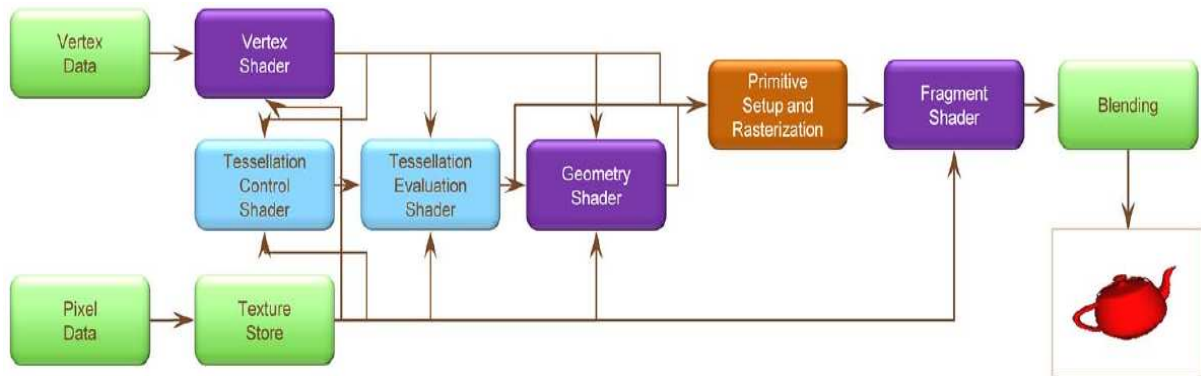 Vertex
Data
Vertex
Shader
Primitive
Setup and
Rasterization
Fragment
Shader
Blending
Tessellation
Control
Shader
Tessellation
Evaluation
Shader
Geometry
Shader
Pixel
Data
Texture
Store